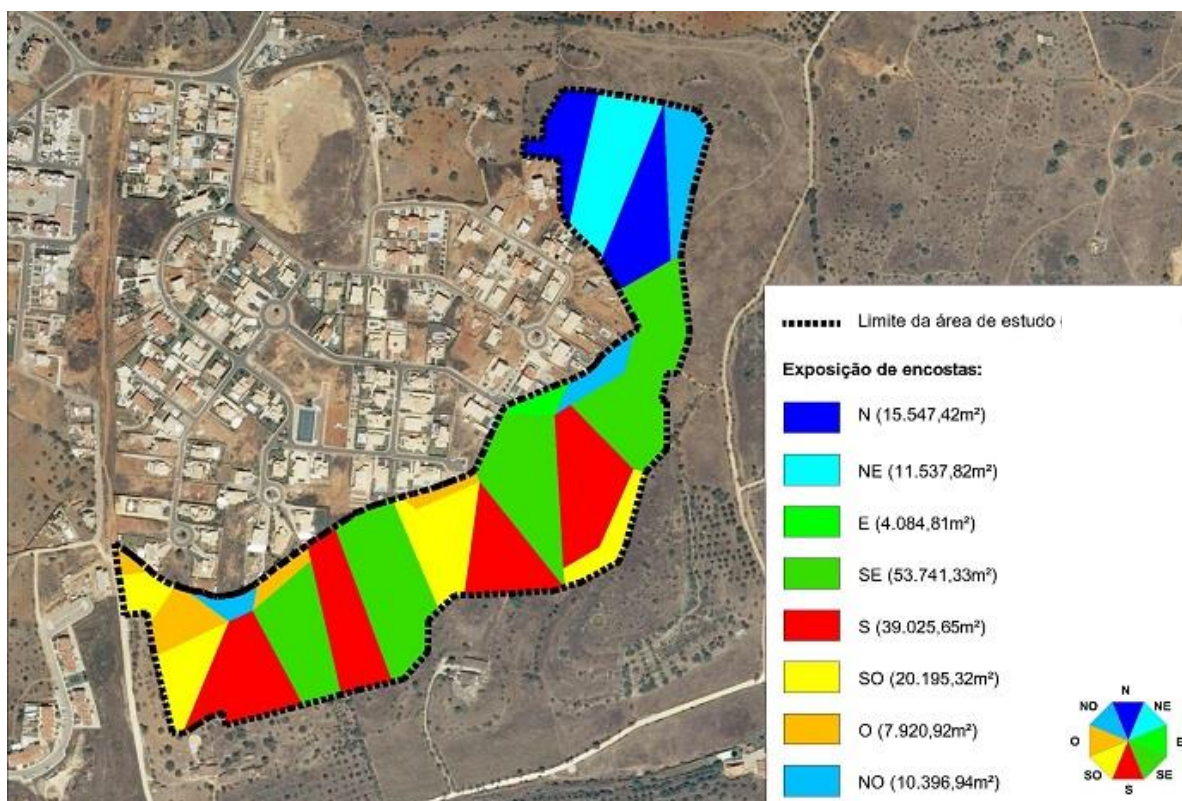 Limite da área de estudo
Exposição de encostas:
N (15.547,42m²)
NE (11.537,82m²)
E (4.084,81m²)
SE (53.741,33m²)
S (39.025,65m²)
SO (20.195,32m²)
O (7.920,92m²)
NO (10.396,94m²)
N
NO NE
O E
SO SE
S